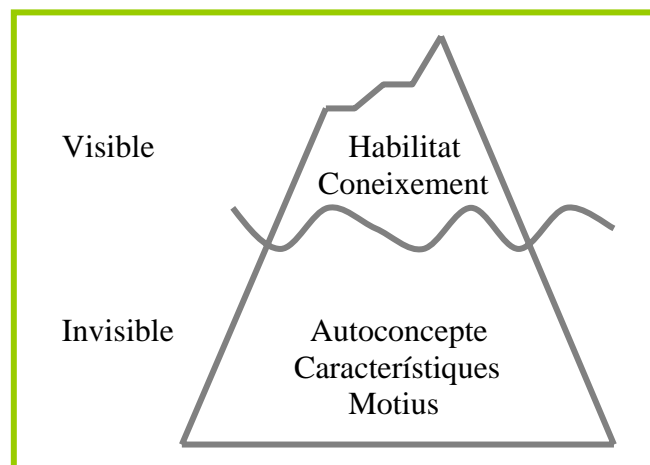 Visible
Habilitat
Coneixement
Invisible
Autoconcepte
Característiques
Motius